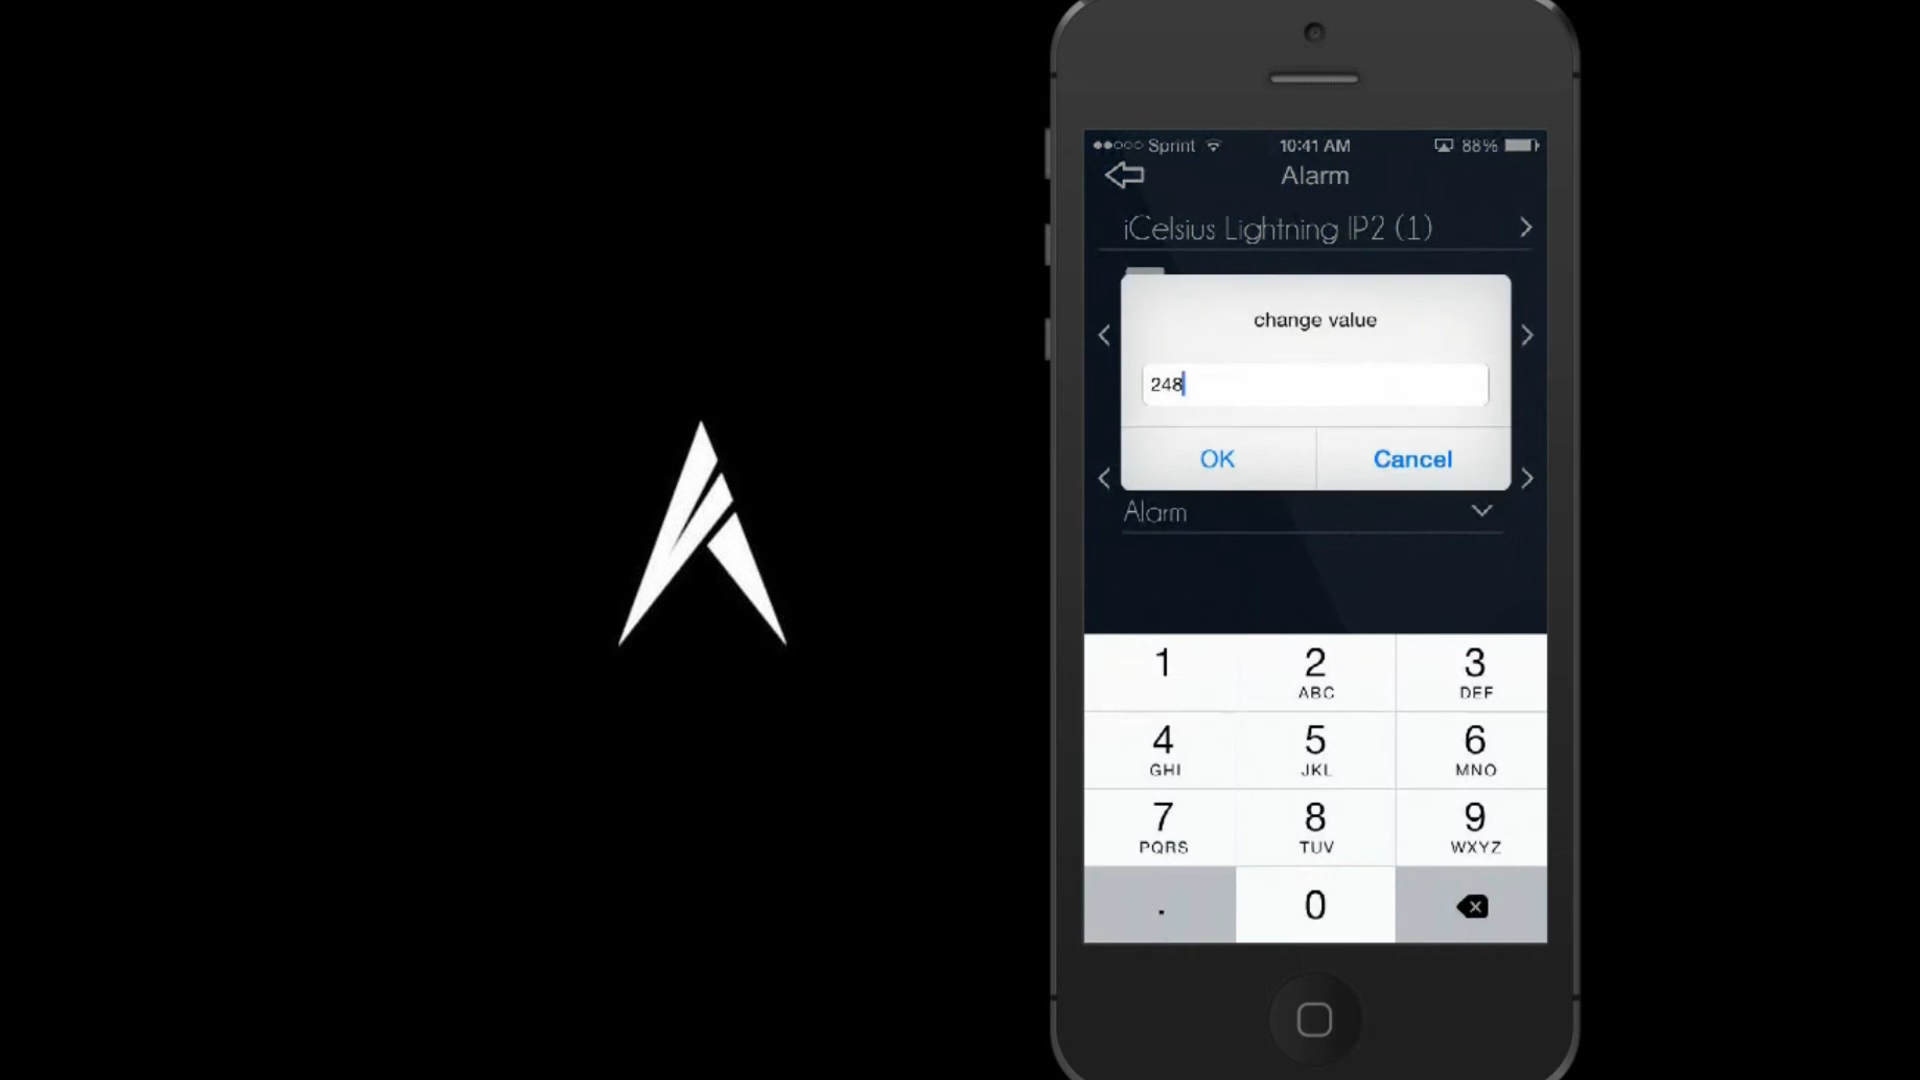 Sprint 10:41 AM 88%
Alarm
iCelsius Lightning IP2 (1)
change value
248
OK Cancel
Alarm
1 2 3
ABC DEF
4 5 6
GHI JKL MNO
7 8 9
PQRS TUV WXYZ
. 0